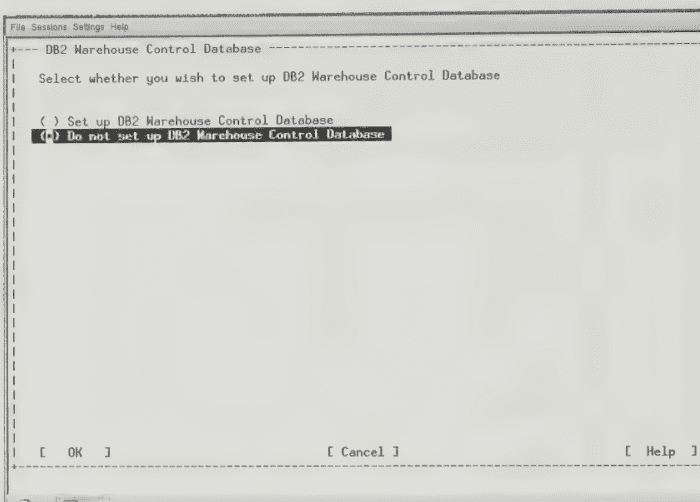 File Sessions Settings Help
DB2 Warehouse Control Database
Select whether you wish to set up DB2 Warehouse Control Database
( ) Set up DB2 Warehouse Control Database
(*) Do not set up DB2 Warehouse Control Database
[ OK ] [ Cancel ] [ Help ]